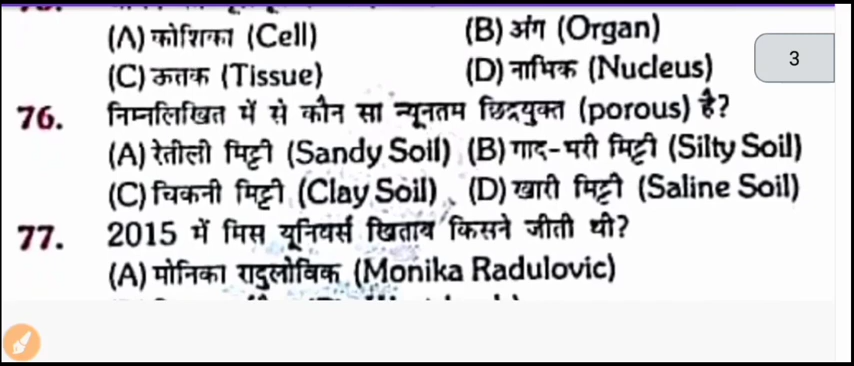 (A) कोशिका (Cell) (B) अंग (Organ)
(C) ऊतक (Tissue) (D) नाभिक (Nucleus)
3
76. निम्नलिखित में से कौन सा न्यूनतम छिद्रयुक्त (porous) है?
(A) रेतीली मिट्टी (Sandy Soil) (B) गाद-भरी मिट्टी (Silty Soil)
(C) चिकनी मिट्टी (Clay Soil) (D) खारी मिट्टी (Saline Soil)
77. 2015 में मिस यूनिवर्स खिताब किसने जीती थी?
(A) मोनिका रादुलोविक (Monika Radulovic)